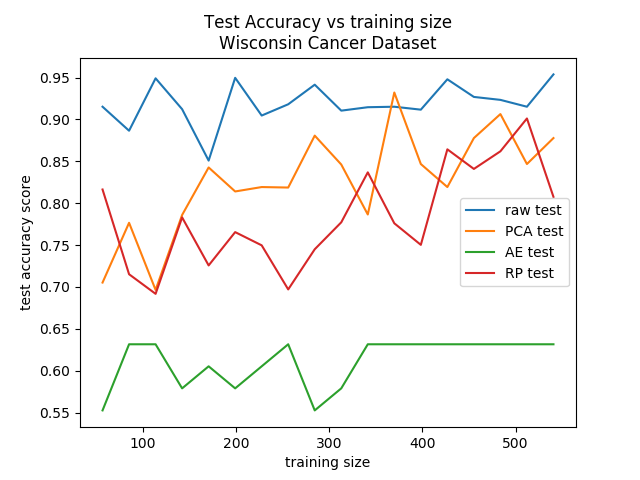 Test Accuracy vs training size
Wisconsin Cancer Dataset
test accuracy score
0.95
0.90
0.85
0.80
0.75
0.70
0.65
0.60
0.55
raw test
PCA test
AE test
RP test
100
200
300
400
500
training size